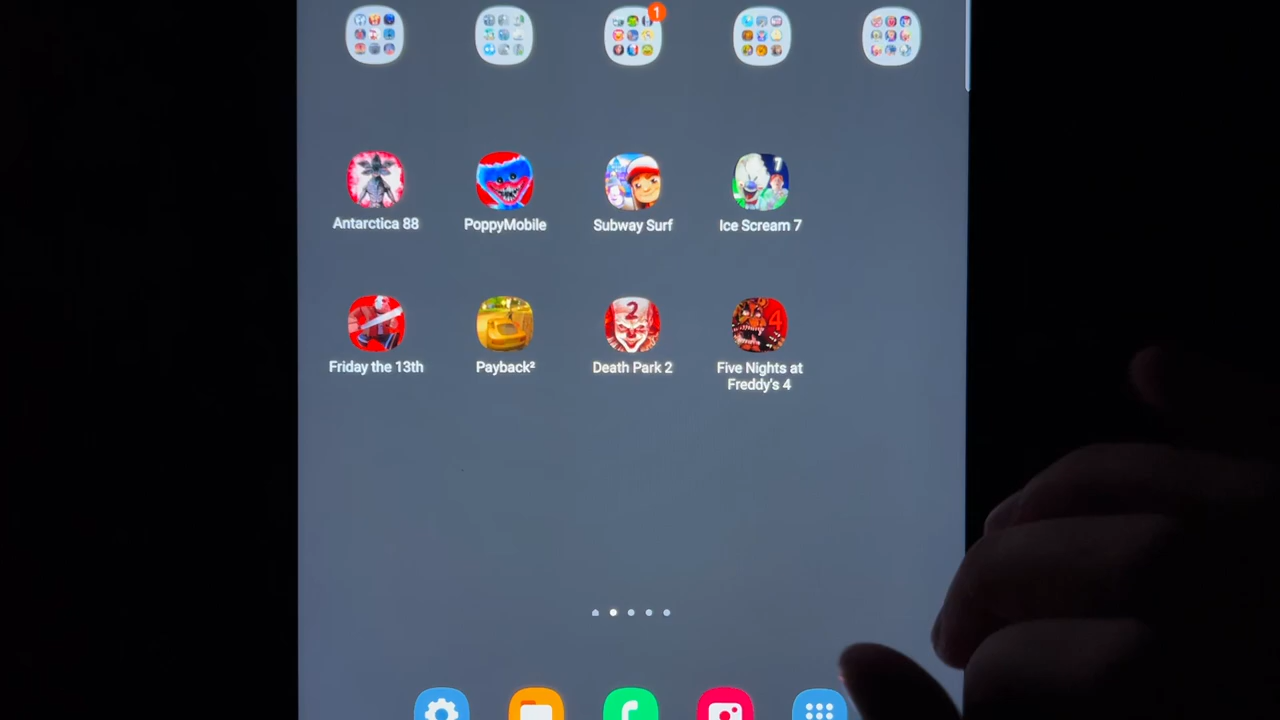 1
Antarctica 88
PoppyMobile
Subway Surf
Ice Scream 7
Friday the 13th
Payback²
Death Park 2
Five Nights at
Freddy's 4